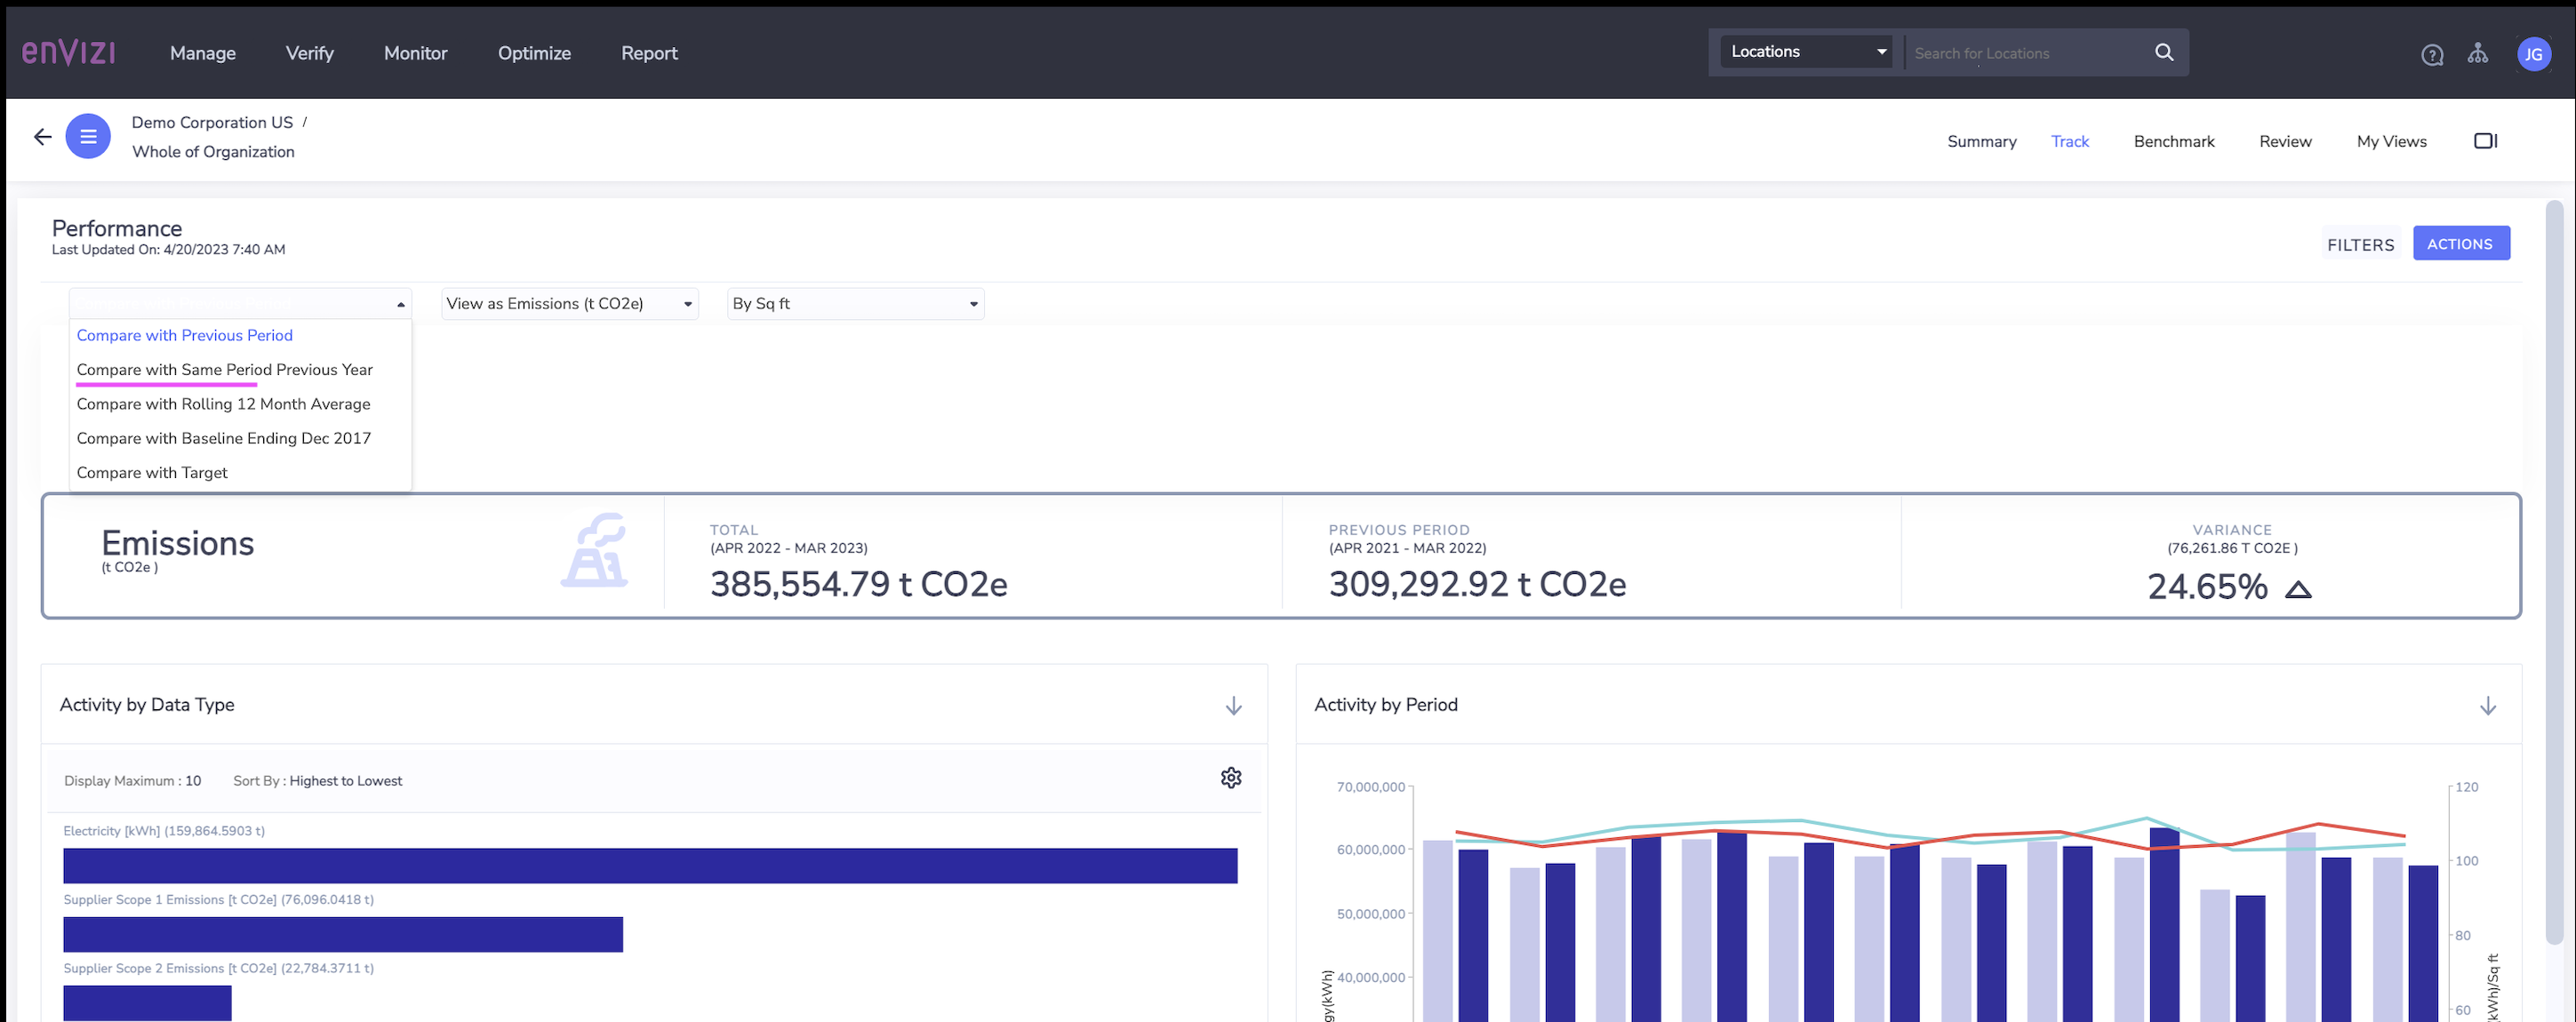 enVIZI
Manage
Verify
Monitor
Optimize
Report
Locations
Search for Locations
JG
Demo Corporation US /
Whole of Organization
Summary
Track
Benchmark
Review
My Views
Performance
Last Updated On: 4/20/2023 7:40 AM
FILTERS
ACTIONS
View as Emissions (t CO2e)
By Sq ft
Compare with Previous Period
Compare with Same Period Previous Year
Compare with Rolling 12 Month Average
Compare with Baseline Ending Dec 2017
Compare with Target
Emissions
(t CO2e )
TOTAL
(APR 2022 - MAR 2023)
385,554.79 t CO2e
PREVIOUS PERIOD
(APR 2021 - MAR 2022)
309,292.92 t CO2e
VARIANCE
(76,261.86 T CO2E )
24.65%
Activity by Data Type
Display Maximum : 10
Sort By : Highest to Lowest
Electricity [kWh] (159,864.5903 t)
Supplier Scope 1 Emissions [t CO2e] (76,096.0418 t)
Supplier Scope 2 Emissions [t CO2e] (22,784.3711 t)
Activity by Period
70,000,000
60,000,000
50,000,000
40,000,000
gy(kWh)
120
100
80
60
(kWh)/Sq ft